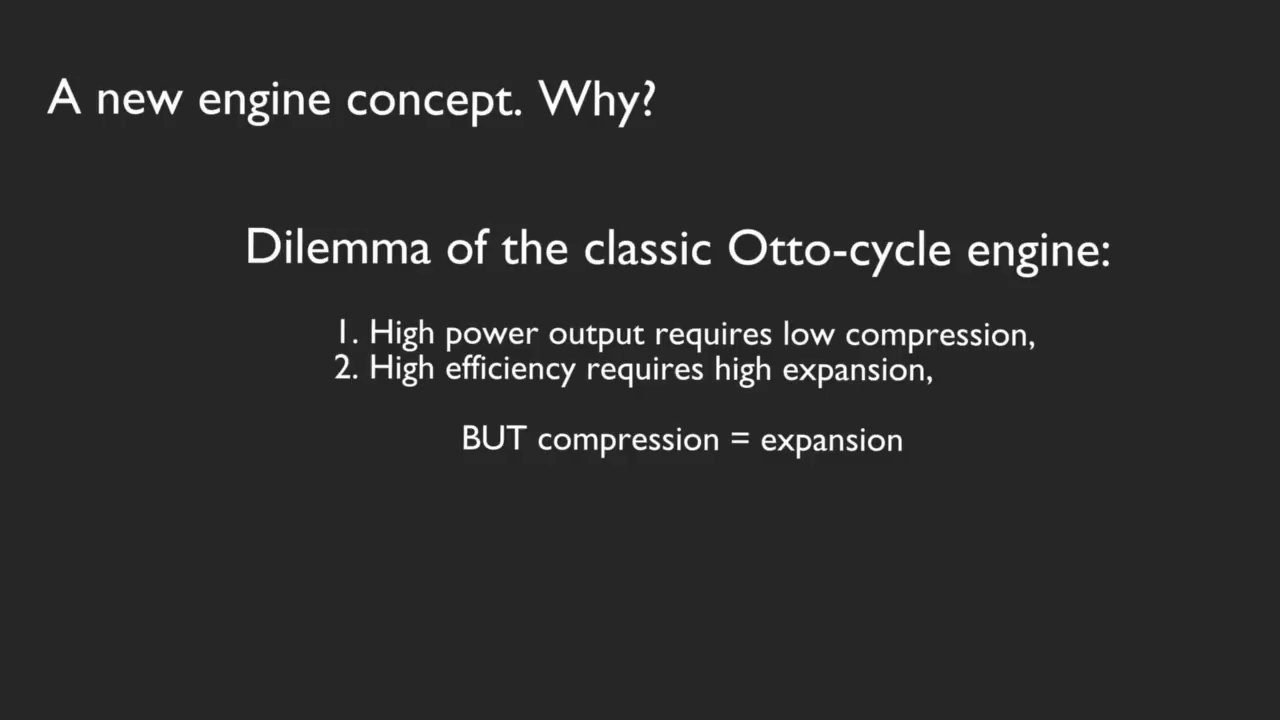 A new engine concept. Why?
Dilemma of the classic Otto-cycle engine:
1. High power output requires low compression,
2. High efficiency requires high expansion,
BUT compression = expansion